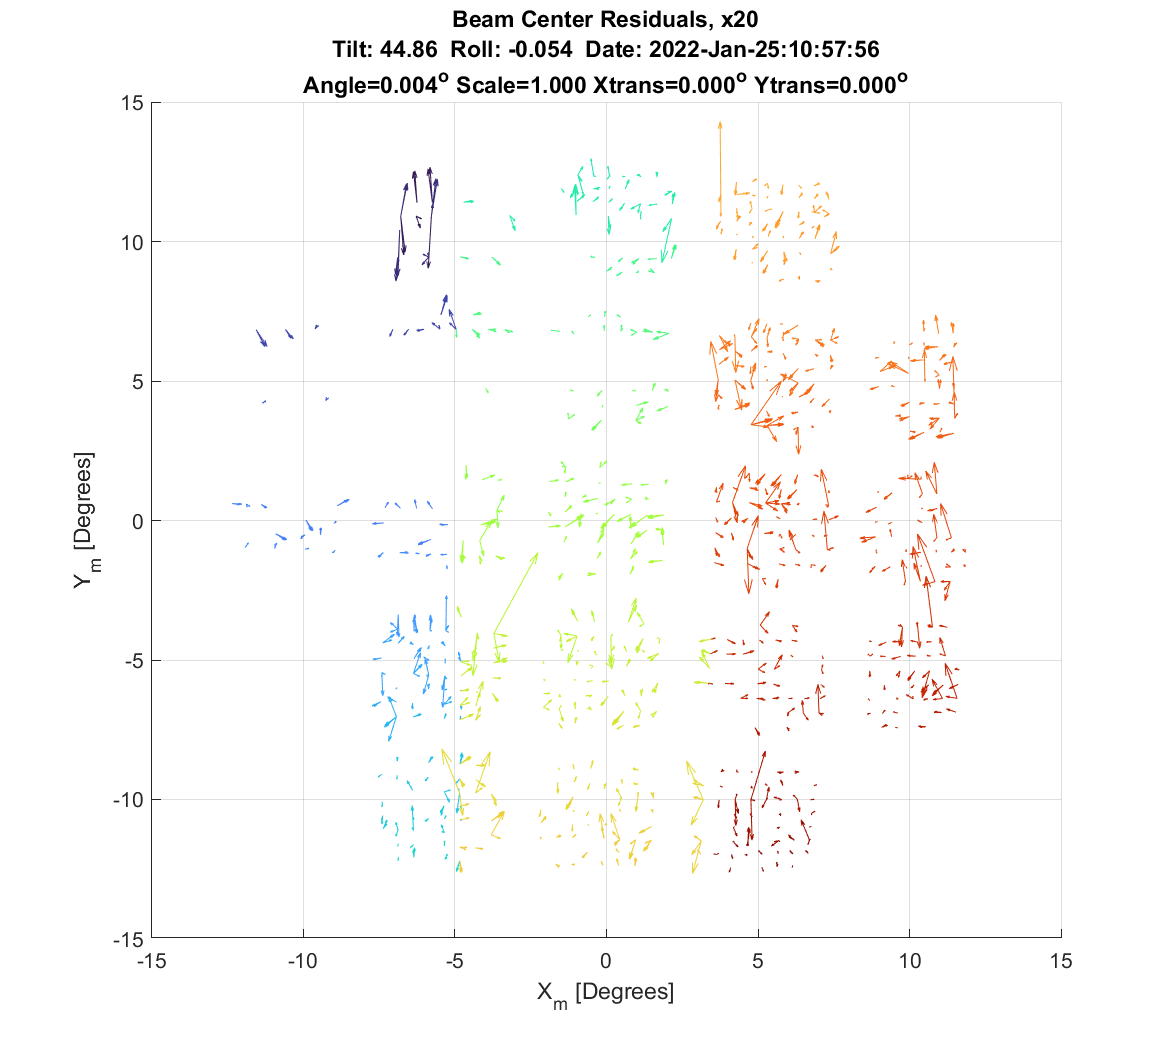 Beam Center Residuals, x20
Tilt: 44.86 Roll: -0.054 Date: 2022-Jan-25:10:57:56
Angle=0.004° Scale=1.000 Xtrans=0.000° Ytrans=0.000°
15
10
5
0
-5
-10
-15
Y_m [Degrees]
-15 -10 -5 0 5 10 15
X_m [Degrees]